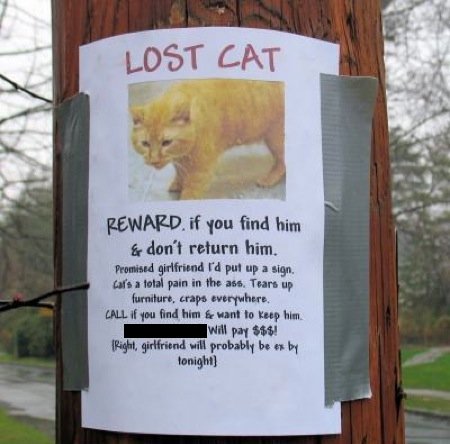 LOST CAT
REWARD, if you find him
& don't return him.
Promised girlfriend I'd put up a sign.
Cat's a total pain in the ass. Tears up
furniture, craps everywhere.
CALL if you find him & want to keep him.
Will pay $$$!
[Right, girlfriend will probably be ex by
tonight]